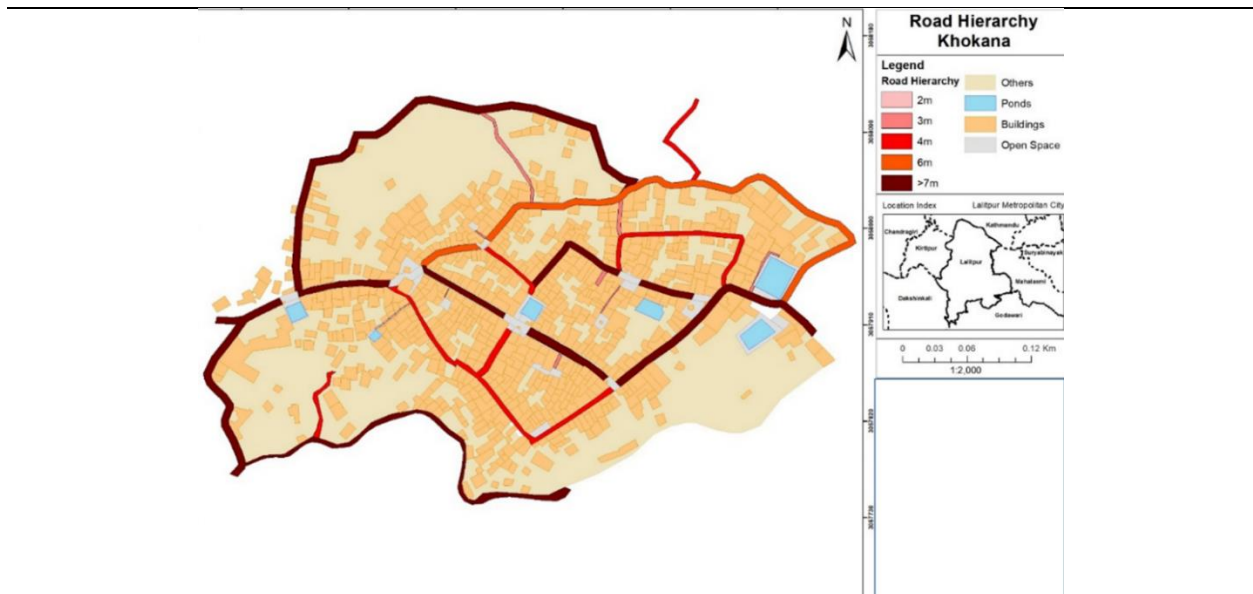 Road Hierarchy
Khokana
N
Legend
Road Hierarchy
2m
3m
4m
6m
>7m
Others
Ponds
Buildings
Open Space
Location Index
Lalitpur Metropolitan City
Chandragiri
Kirtipur
Kathmandu
Suryabinayak
Lalitpur
Mahalaxmi
Dakshinkali
Godawari
0 0.03 0.06 0.12 Km
1:2,000